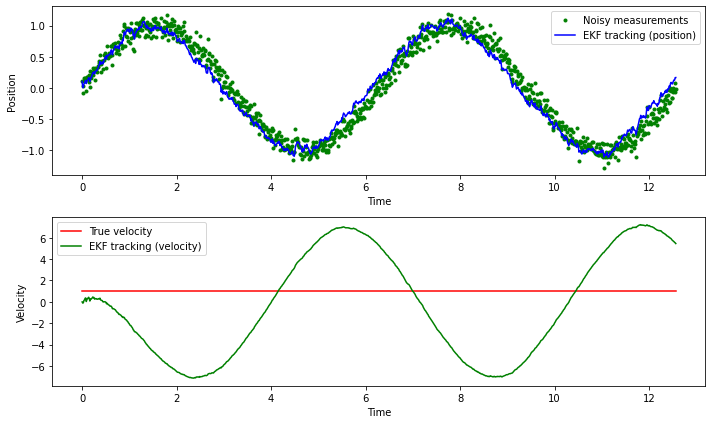 1.0
0.5
0.0
−0.5
−1.0
Position
Noisy measurements
EKF tracking (position)
0 2 4 6 8 10 12
Time
6
4
2
0
−2
−4
−6
Velocity
True velocity
EKF tracking (velocity)
0 2 4 6 8 10 12
Time